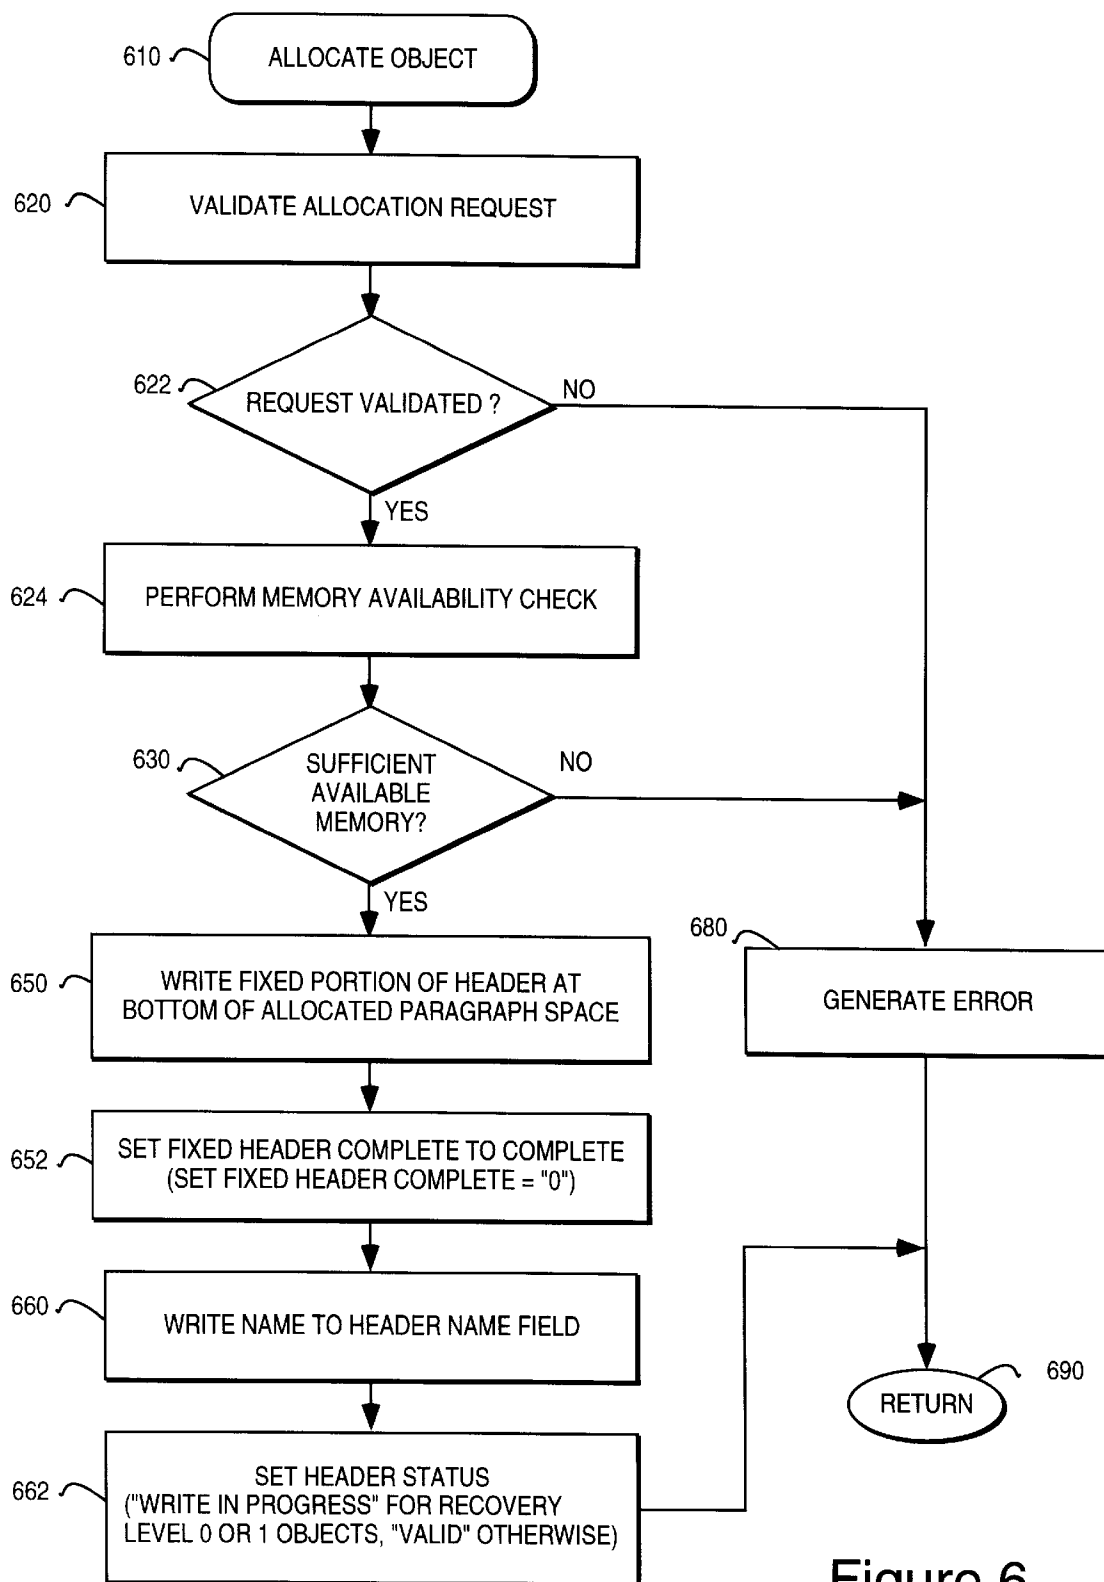 610
ALLOCATE OBJECT
620
VALIDATE ALLOCATION REQUEST
622
REQUEST VALIDATED ?
NO
YES
624
PERFORM MEMORY AVAILABILITY CHECK
630
SUFFICIENT
AVAILABLE
MEMORY?
NO
YES
650
WRITE FIXED PORTION OF HEADER AT
BOTTOM OF ALLOCATED PARAGRAPH SPACE
680
GENERATE ERROR
652
SET FIXED HEADER COMPLETE TO COMPLETE
(SET FIXED HEADER COMPLETE = "0")
660
WRITE NAME TO HEADER NAME FIELD
690
RETURN
662
SET HEADER STATUS
("WRITE IN PROGRESS" FOR RECOVERY
LEVEL 0 OR 1 OBJECTS, "VALID" OTHERWISE)
Figure 6